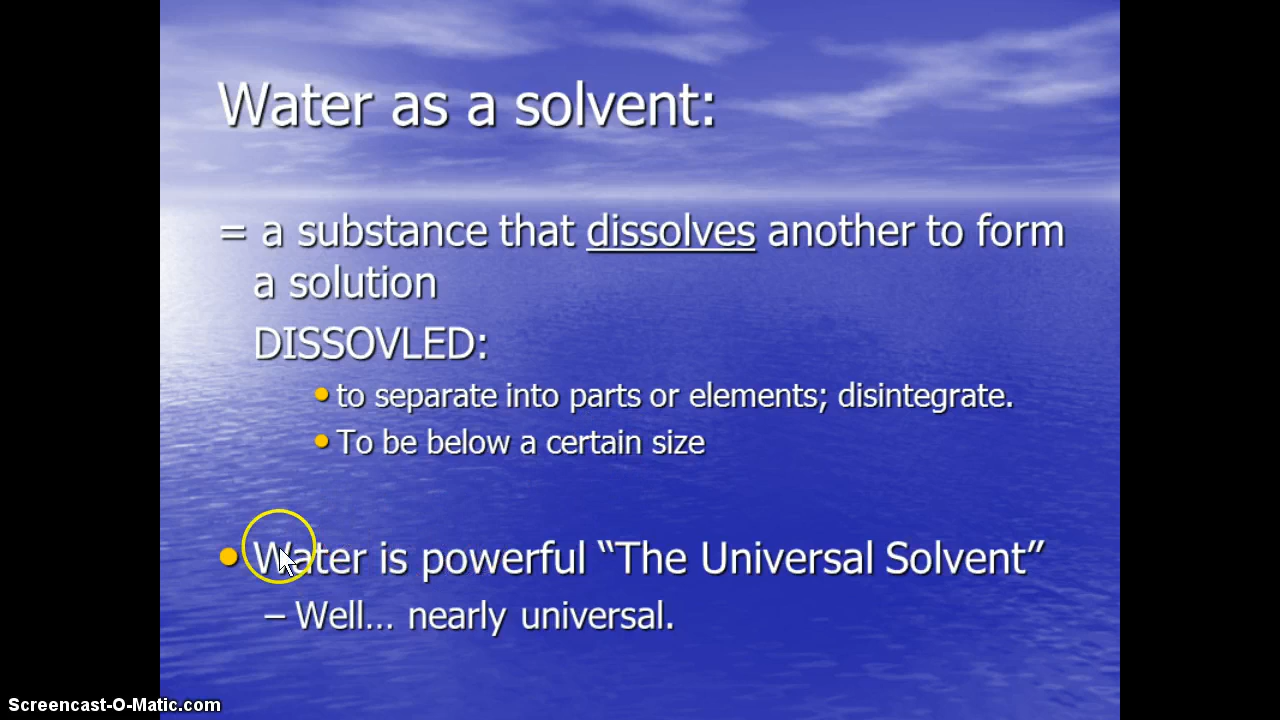 Water as a solvent:
= a substance that dissolves another to form
a solution
DISSOVLED:
• to separate into parts or elements; disintegrate.
• To be below a certain size
• Water is powerful “The Universal Solvent”
– Well… nearly universal.
Screencast-O-Matic.com